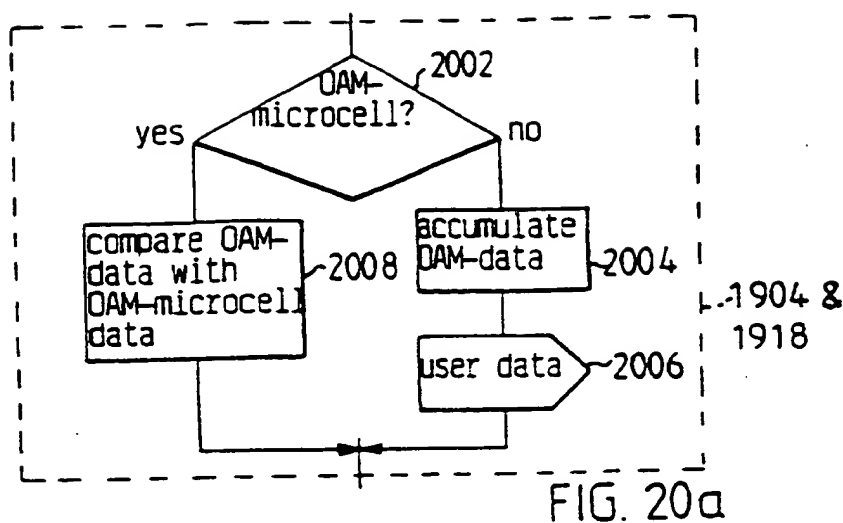 2002
OAM-
microcell?
yes
no
compare OAM-
data with
OAM-microcell
data
2008
accumulate
OAM-data
2004
user data
2006
1904 &
1918
FIG. 20a